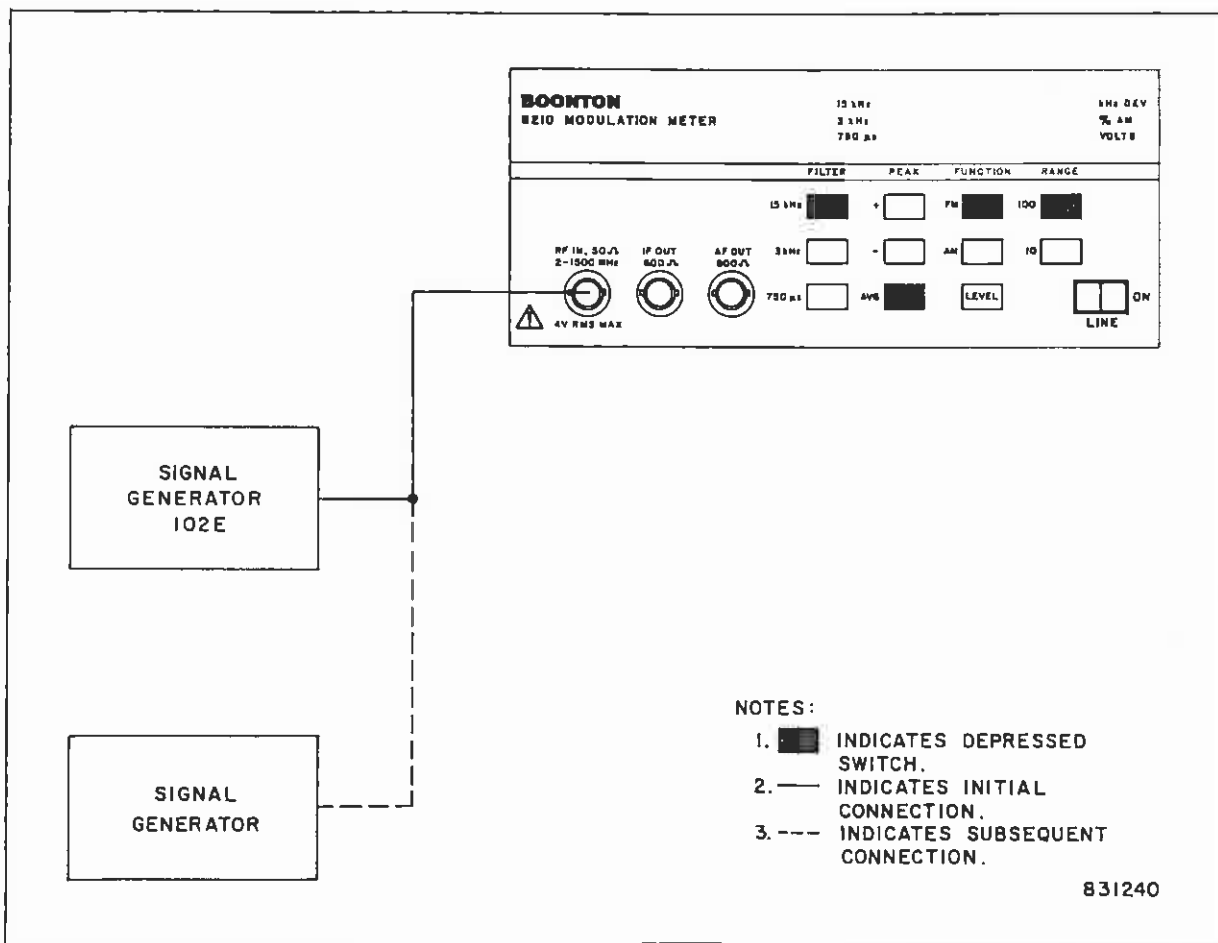 BOONTON
8210 MODULATION METER
15 kHz
3 kHz
750 µs
kHz DEV
% AM
VOLTS
FILTER PEAK FUNCTION RANGE
15 kHz + FM 100
3 kHz - AM 10
750 µs AVG LEVEL
RF IN, 50Ω
2-1500 MHz
IF OUT
600Ω
AF OUT
600Ω
4V RMS MAX
ON
LINE
SIGNAL
GENERATOR
102E
SIGNAL
GENERATOR
NOTES:
1. INDICATES DEPRESSED
SWITCH.
2. INDICATES INITIAL
CONNECTION.
3. INDICATES SUBSEQUENT
CONNECTION.
831240